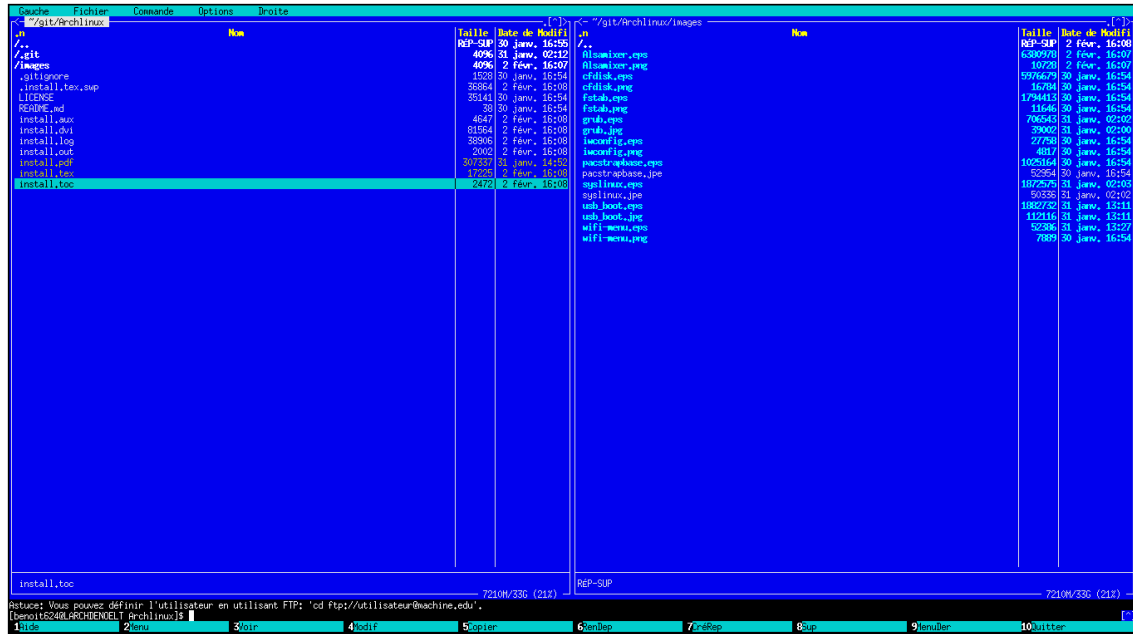 Gauche Fichier Commande Options Droite
<- ~/git/Archlinux .[^]>
.n Nom Taille Date de Modifi
/.. RÉP-SUP 30 janv. 16:55
/.git 4096 31 janv. 02:12
/images 4096 2 févr. 16:07
.gitignore 1528 30 janv. 16:54
.install.tex.swp 36864 2 févr. 16:08
LICENSE 35141 30 janv. 16:54
README.md 38 30 janv. 16:54
install.aux 4647 2 févr. 16:08
install.dvi 81564 2 févr. 16:08
install.log 38906 2 févr. 16:08
install.out 2002 2 févr. 16:08
install.pdf 307337 31 janv. 14:52
install.tex 17225 2 févr. 16:08
install.toc 2472 2 févr. 16:08
install.toc
7210M/33G (21%)
<- ~/git/Archlinux/images .[^]>
.n Nom Taille Date de Modifi
/.. RÉP-SUP 2 févr. 16:08
Alsamixer.eps 6380978 2 févr. 16:07
Alsamixer.png 10728 2 févr. 16:07
cfdisk.eps 5976679 30 janv. 16:54
cfdisk.png 16784 30 janv. 16:54
fstab.eps 1794413 30 janv. 16:54
fstab.png 11646 30 janv. 16:54
grub.eps 706543 31 janv. 02:02
grub.jpg 39002 31 janv. 02:00
iwconfig.eps 27758 30 janv. 16:54
iwconfig.png 4817 30 janv. 16:54
pacstrapbase.eps 1025164 30 janv. 16:54
pacstrapbase.jpe 52954 30 janv. 16:54
syslinux.eps 1872575 31 janv. 02:03
syslinux.jpe 50336 31 janv. 02:02
usb_boot.eps 1882732 31 janv. 13:11
usb_boot.jpg 112116 31 janv. 13:11
wifi-menu.eps 52386 31 janv. 13:27
wifi-menu.png 7889 30 janv. 16:54
RÉP-SUP
7210M/33G (21%)
Astuce: Vous pouvez définir l'utilisateur en utilisant FTP: 'cd ftp://utilisateur@machine.edu'.
[benoit624@LARCHDENOELT Archlinux]$ [^]
1Aide 2Menu 3Voir 4Modif 5Copier 6RenDep 7CréRep 8Sup 9MenuDer 10Quitter